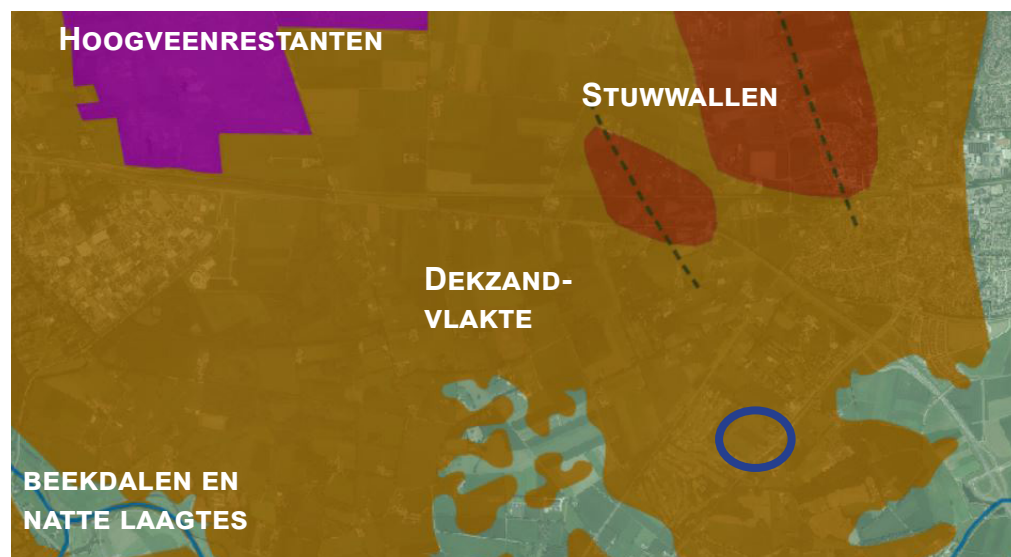 Hoogveenrestanten
Stuwwallen
Dekzand-
vlakte
beekdalen en
natte laagtes